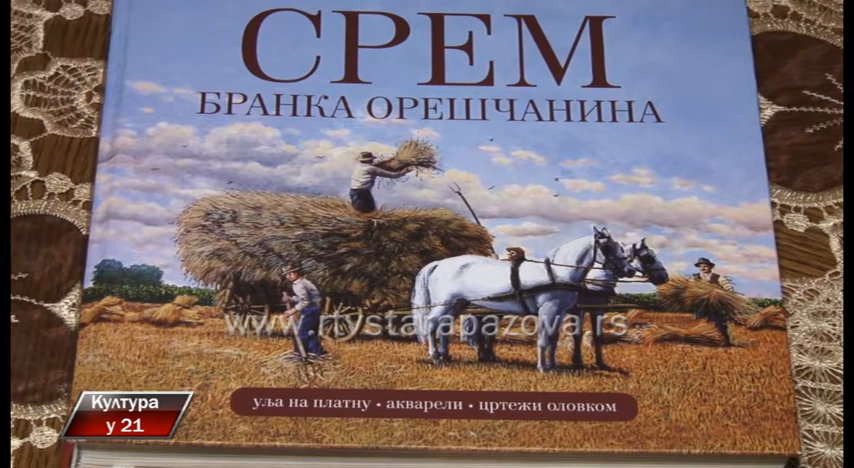 СРЕМ
БРАНКА ОРЕШЧАНИНА
www.rtvstarapazova.rs
уља на платну • акварели • цртежи оловком
Култура
у 21